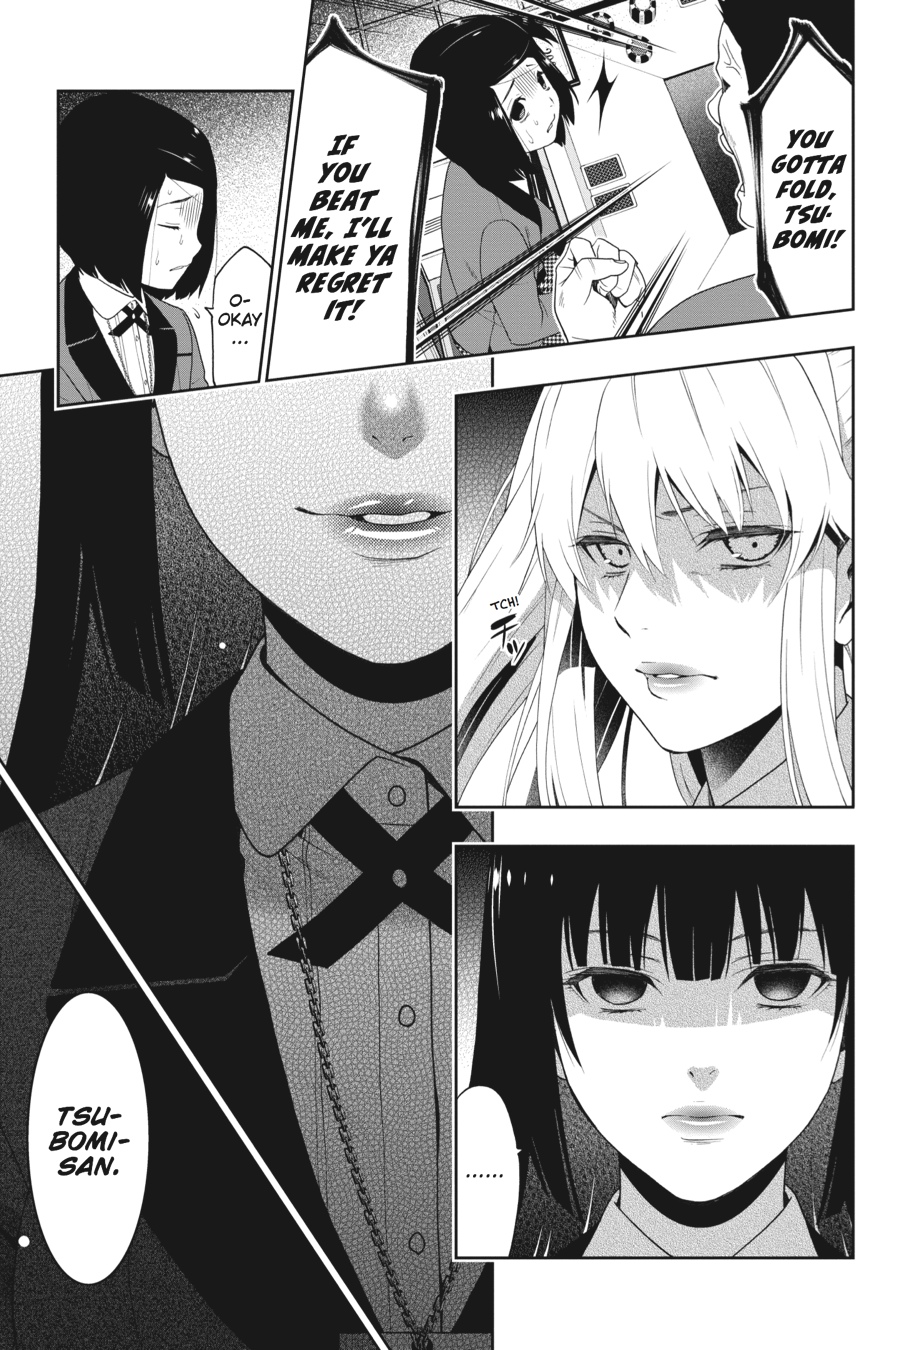 YOU
GOTTA
FOLD,
TSU-
BOMI!
IF
YOU
BEAT
ME, I'LL
MAKE YA
REGRET
IT!
O-
OKAY
...
TCH!
チッ
......
TSU-
BOMI-
SAN.